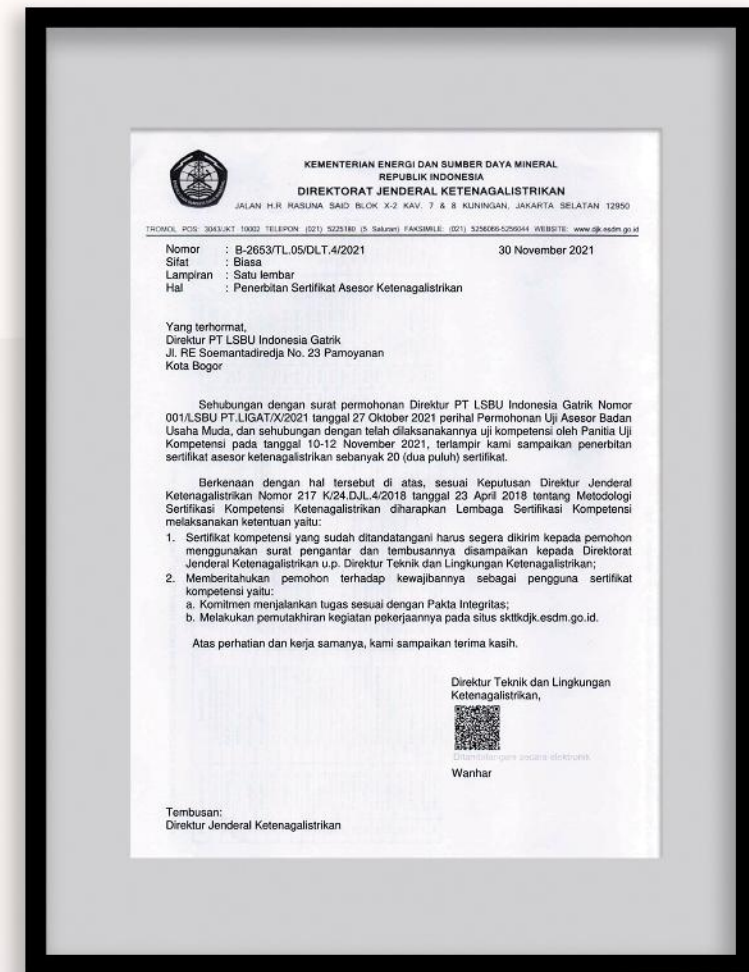 KEMENTERIAN ENERGI DAN SUMBER DAYA MINERAL
REPUBLIK INDONESIA
DIREKTORAT JENDERAL KETENAGALISTRIKAN
JALAN H.R RASUNA SAID BLOK X-2 KAV. 7 & 8 KUNINGAN, JAKARTA SELATAN 12950
TROMOL POS: 3043/JKT 10002 TELEPON: (021) 5225180 (5 Saluran) FAKSIMILE: (021) 5256066-5256044 WEBSITE: www.djk.esdm.go.id
Nomor : B-2653/TL.05/DLT.4/2021 30 November 2021
Sifat : Biasa
Lampiran : Satu lembar
Hal : Penerbitan Sertifikat Asesor Ketenagalistrikan
Yang terhormat,
Direktur PT LSBU Indonesia Gatrik
Jl. RE Soemantadiredja No. 23 Pamoyanan
Kota Bogor
Sehubungan dengan surat permohonan Direktur PT LSBU Indonesia Gatrik Nomor
001/LSBU PT.LIGAT/X/2021 tanggal 27 Oktober 2021 perihal Permohonan Uji Asesor Badan
Usaha Muda, dan sehubungan dengan telah dilaksanakannya uji kompetensi oleh Panitia Uji
Kompetensi pada tanggal 10-12 November 2021, terlampir kami sampaikan penerbitan
sertifikat asesor ketenagalistrikan sebanyak 20 (dua puluh) sertifikat.
Berkenaan dengan hal tersebut di atas, sesuai Keputusan Direktur Jenderal
Ketenagalistrikan Nomor 217 K/24.DJL.4/2018 tanggal 23 April 2018 tentang Metodologi
Sertifikasi Kompetensi Ketenagalistrikan diharapkan Lembaga Sertifikasi Kompetensi
melaksanakan ketentuan yaitu:
1. Sertifikat kompetensi yang sudah ditandatangani harus segera dikirim kepada pemohon
menggunakan surat pengantar dan tembusannya disampaikan kepada Direktorat
Jenderal Ketenagalistrikan u.p. Direktur Teknik dan Lingkungan Ketenagalistrikan;
2. Memberitahukan pemohon terhadap kewajibannya sebagai pengguna sertifikat
kompetensi yaitu:
a. Komitmen menjalankan tugas sesuai dengan Pakta Integritas;
b. Melakukan pemutakhiran kegiatan pekerjaannya pada situs skttkdjk.esdm.go.id.
Atas perhatian dan kerja samanya, kami sampaikan terima kasih.
Direktur Teknik dan Lingkungan
Ketenagalistrikan,
Ditandatangani secara elektronik
Wanhar
Tembusan:
Direktur Jenderal Ketenagalistrikan